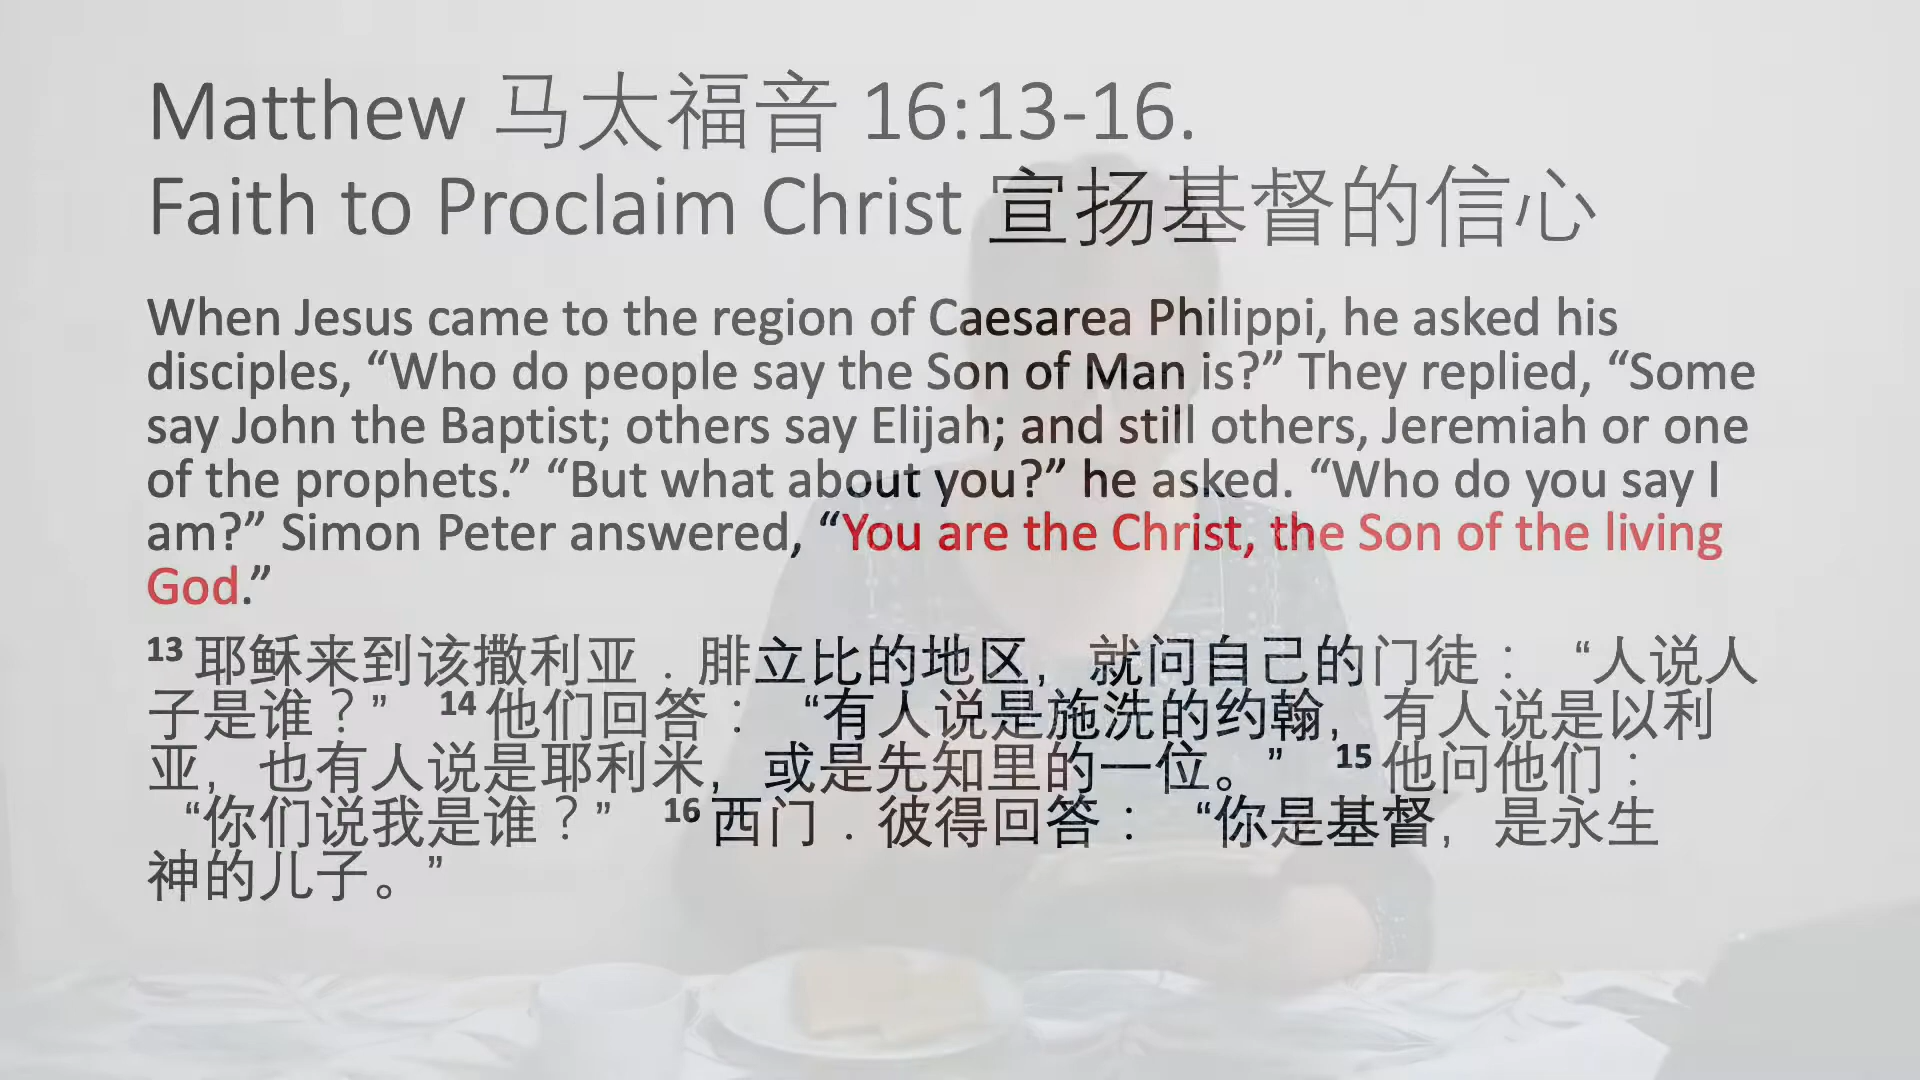 Matthew 马太福音 16:13-16.
Faith to Proclaim Christ 宣扬基督的信心
When Jesus came to the region of Caesarea Philippi, he asked his
disciples, “Who do people say the Son of Man is?” They replied, “Some
say John the Baptist; others say Elijah; and still others, Jeremiah or one
of the prophets.” “But what about you?” he asked. “Who do you say I
am?” Simon Peter answered, “You are the Christ, the Son of the living
God.”
13 耶稣来到该撒利亚．腓立比的地区，就问自己的门徒：“人说人
子是谁？” 14 他们回答：“有人说是施洗的约翰，有人说是以利
亚，也有人说是耶利米，或是先知里的一位。” 15 他问他们：
“你们说我是谁？” 16 西门．彼得回答：“你是基督，是永生
神的儿子。”